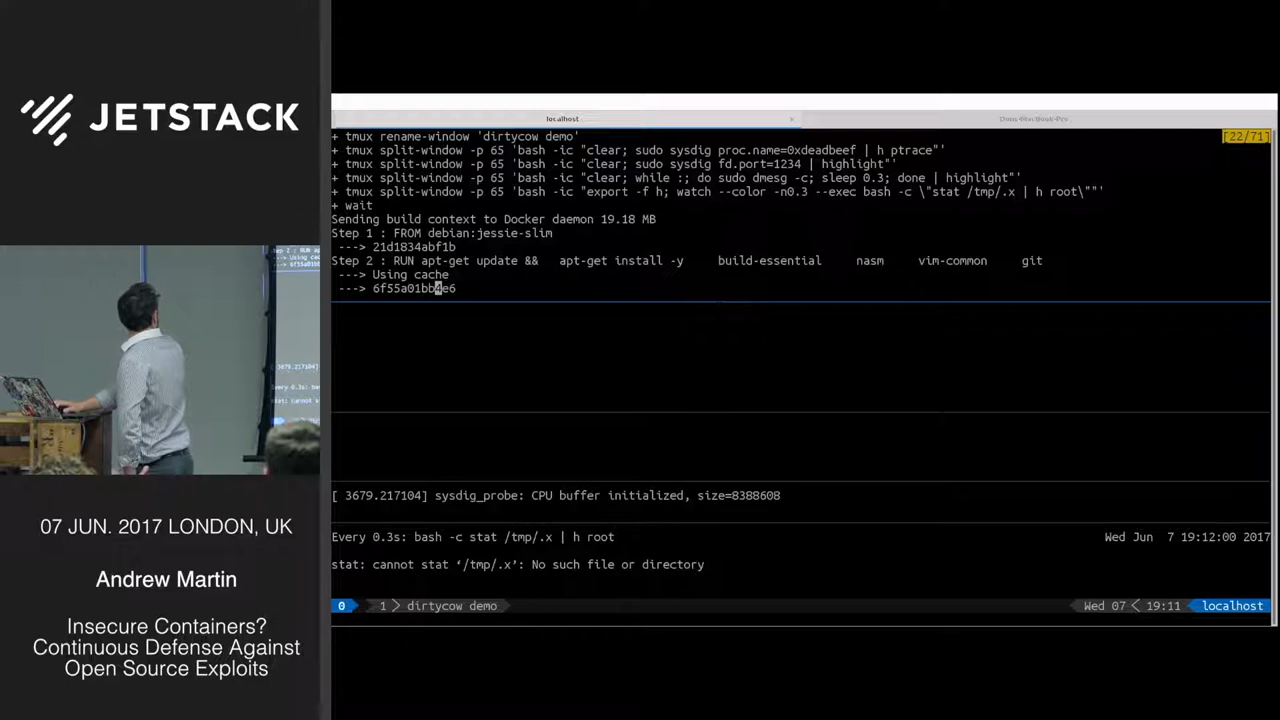 JETSTACK
localhost
Doms-MacBook-Pro
+ tmux rename-window 'dirtycow demo'
[22/71]
+ tmux split-window -p 65 'bash -ic "clear; sudo sysdig proc.name=0xdeadbeef | h ptrace"'
+ tmux split-window -p 65 'bash -ic "clear; sudo sysdig fd.port=1234 | highlight"'
+ tmux split-window -p 65 'bash -ic "clear; while :; do sudo dmesg -c; sleep 0.3; done | highlight"'
+ tmux split-window -p 65 'bash -ic "export -f h; watch --color -n0.3 --exec bash -c \"stat /tmp/.x | h root\""'
+ wait
Sending build context to Docker daemon 19.18 MB
Step 1 : FROM debian:jessie-slim
---> 21d1834abf1b
Step 2 : RUN apt-get update && apt-get install -y build-essential nasm vim-common git
---> Using cache
---> 6f55a01bb4e6
[ 3679.217104] sysdig_probe: CPU buffer initialized, size=8388608
Every 0.3s: bash -c stat /tmp/.x | h root
Wed Jun 7 19:12:00 2017
stat: cannot stat ‘/tmp/.x’: No such file or directory
0 1 > dirtycow demo
Wed 07 < 19:11 localhost
07 JUN. 2017 LONDON, UK
Andrew Martin
Insecure Containers?
Continuous Defense Against
Open Source Exploits